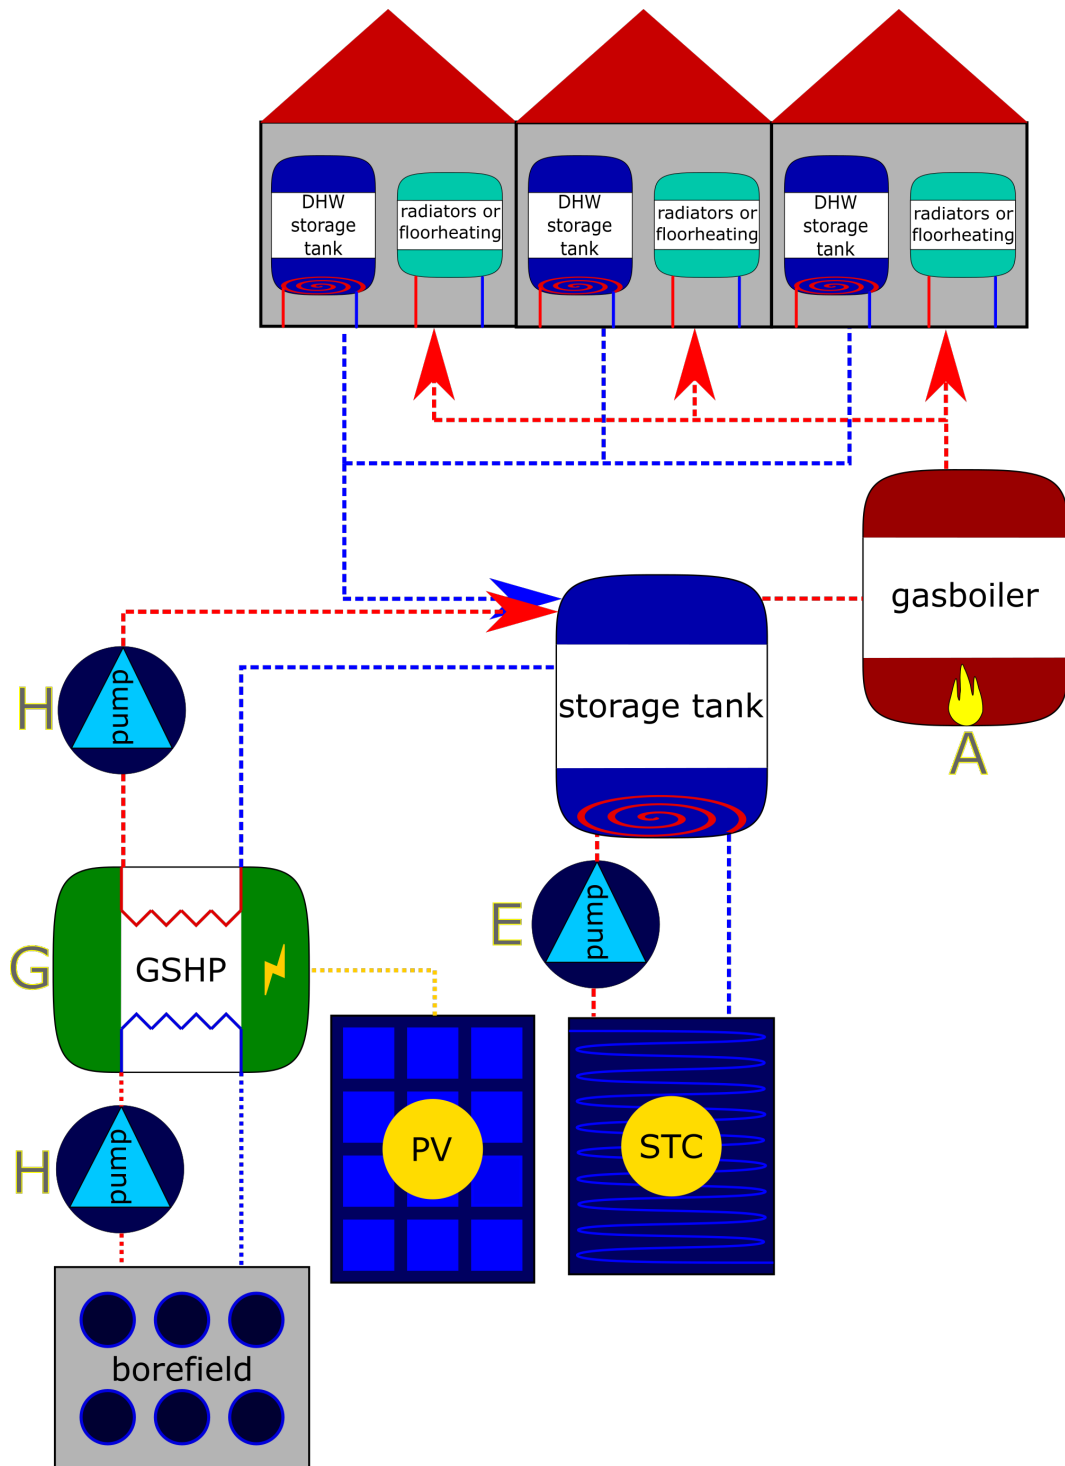 DHW
storage
tank
radiators or
floorheating
DHW
storage
tank
radiators or
floorheating
DHW
storage
tank
radiators or
floorheating
gasboiler
A
H
pump
storage tank
E
pump
G
GSHP
H
pump
PV
STC
borefield